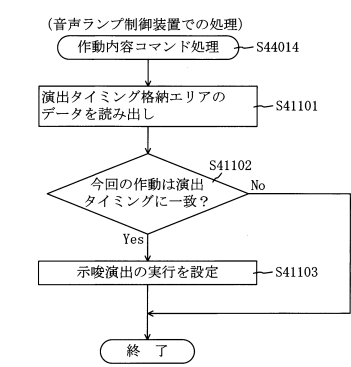 (音声ランプ制御装置での処理)
作動内容コマンド処理
S44014
演出タイミング格納エリアの
データを読み出し
S41101
S41102
今回の作動は演出
タイミングに一致?
No
Yes
示唆演出の実行を設定
S41103
終 了